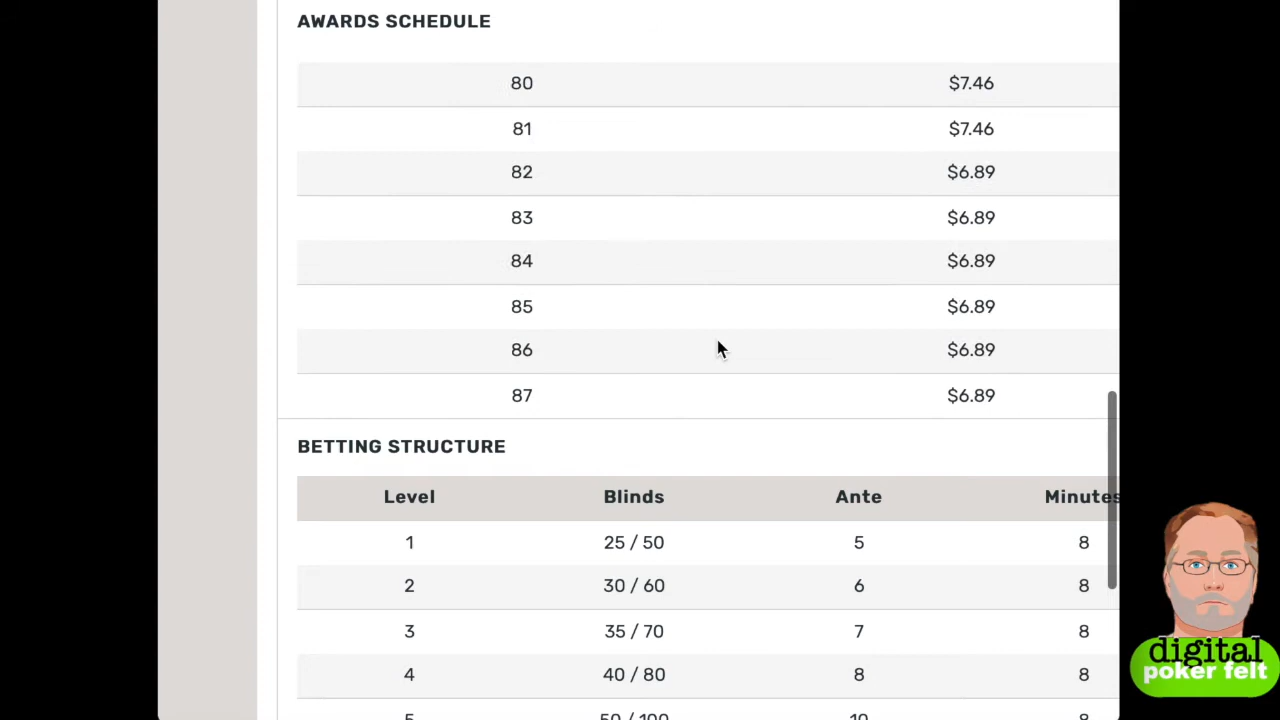 AWARDS SCHEDULE
80 $7.46
81 $7.46
82 $6.89
83 $6.89
84 $6.89
85 $6.89
86 $6.89
87 $6.89
BETTING STRUCTURE
Level Blinds Ante Minutes
1 25 / 50 5 8
2 30 / 60 6 8
3 35 / 70 7 8
4 40 / 80 8 8
5 50 / 100 10 8
digital
poker felt